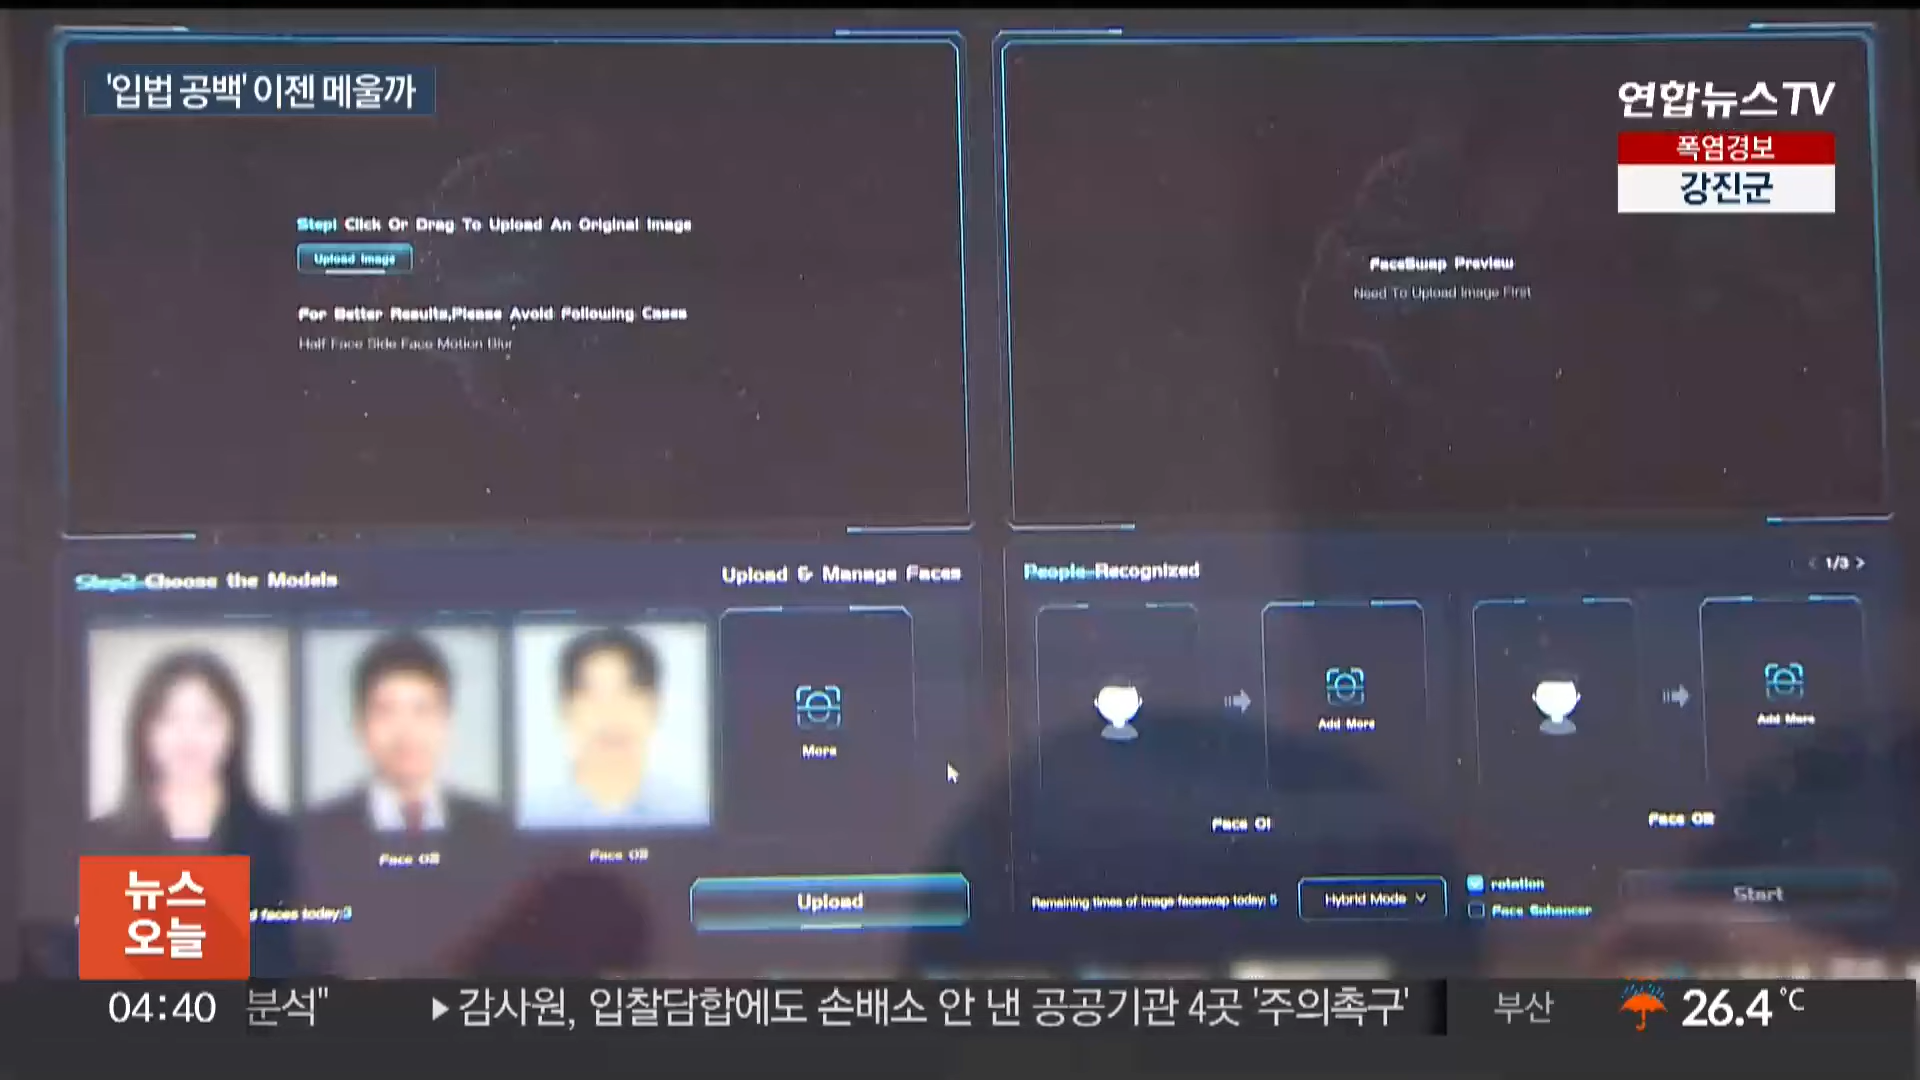 '입법 공백' 이젠 메울까
연합뉴스TV
폭염경보
강진군
Step1 Click Or Drag To Upload An Original Image
Upload Image
For Better Results,Please Avoid Following Cases
Half Face Side Face Motion Blur
FaceSwap Preview
Need To Upload Image First
Step2 Choose the Models
Upload & Manage Faces
More
Face 02
Face 03
Upload
d faces today:3
People Recognized
1/3
Add More
Add More
Face 01
Face 02
Remaining times of image faceswap today: 5
Hybrid Mode
rotation
Face Enhancer
Start
뉴스
오늘
04:40
분석"
▶감사원, 입찰담합에도 손배소 안 낸 공공기관 4곳 '주의촉구'
부산
26.4℃